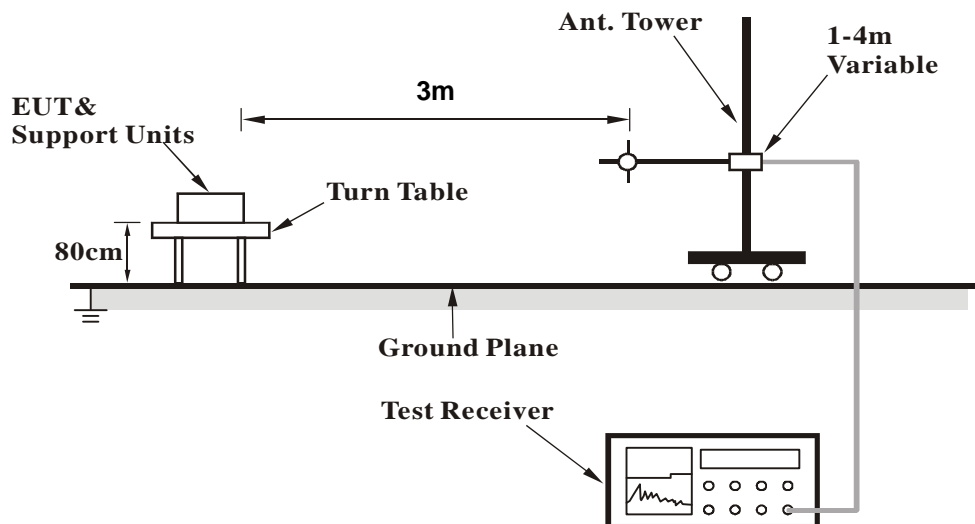 Ant. Tower
1-4m
Variable
3m
EUT&
Support Units
Turn Table
80cm
Ground Plane
Test Receiver